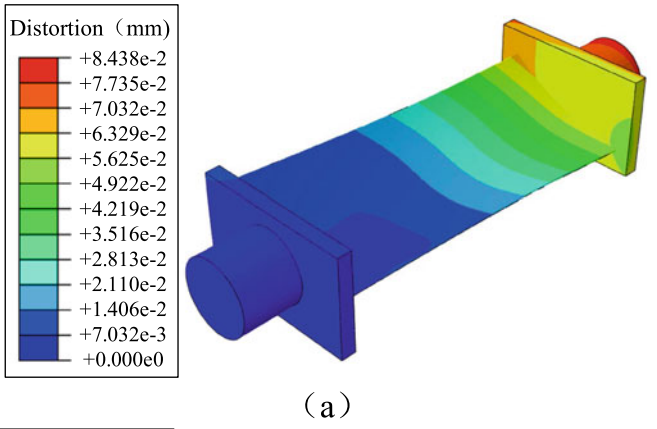 Distortion（mm）
+8.438e-2
+7.735e-2
+7.032e-2
+6.329e-2
+5.625e-2
+4.922e-2
+4.219e-2
+3.516e-2
+2.813e-2
+2.110e-2
+1.406e-2
+7.032e-3
+0.000e0
（a）